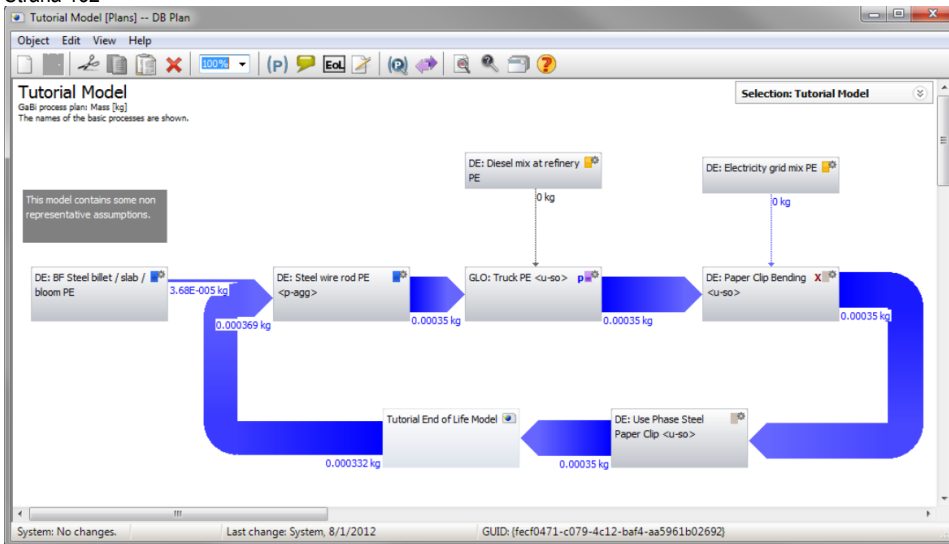 Tutorial Model [Plans] -- DB Plan
Object Edit View Help
100% (P) EoL
Tutorial Model
GaBi process plan: Mass [kg]
The names of the basic processes are shown.
Selection: Tutorial Model
This model contains some non
representative assumptions.
DE: Diesel mix at refinery
PE
DE: Electricity grid mix PE
0 kg
0 kg
DE: BF Steel billet / slab /
bloom PE
3.68E-005 kg
0.000369 kg
DE: Steel wire rod PE
<p-agg>
0.00035 kg
GLO: Truck PE <u-so> p
0.00035 kg
DE: Paper Clip Bending X
<u-so>
0.00035 kg
Tutorial End of Life Model
DE: Use Phase Steel
Paper Clip <u-so>
0.000332 kg
0.00035 kg
System: No changes. Last change: System, 8/1/2012 GUID: {fecf0471-c079-4c12-baf4-aa5961b02692}